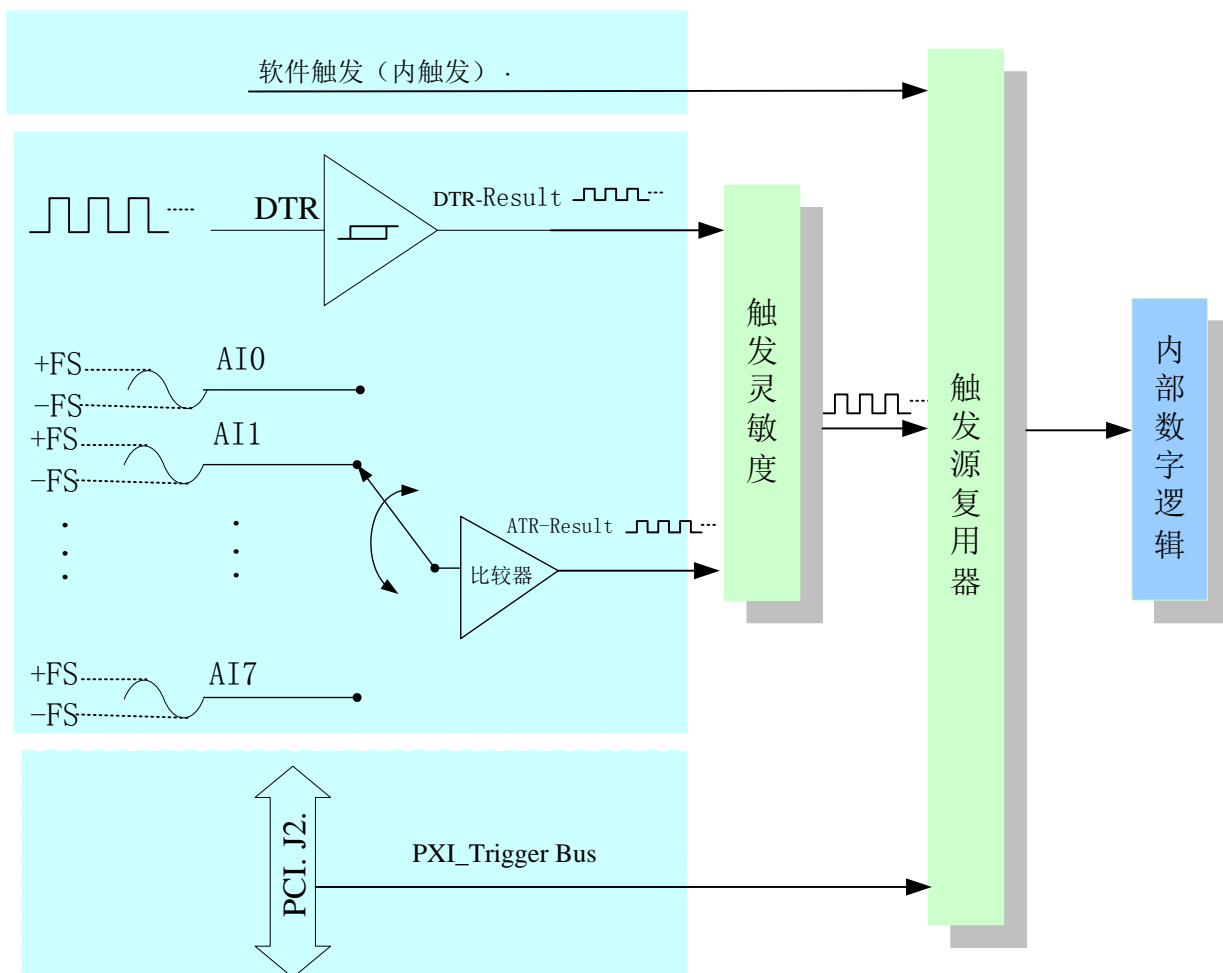 软件触发（内触发）.
DTR
DTR-Result
+FS
-FS
AI0
+FS
-FS
AI1
ATR-Result
比较器
+FS
-FS
AI7
触发灵敏度
触发源复用器
内部数字逻辑
PCI. J2.
PXI_Trigger Bus